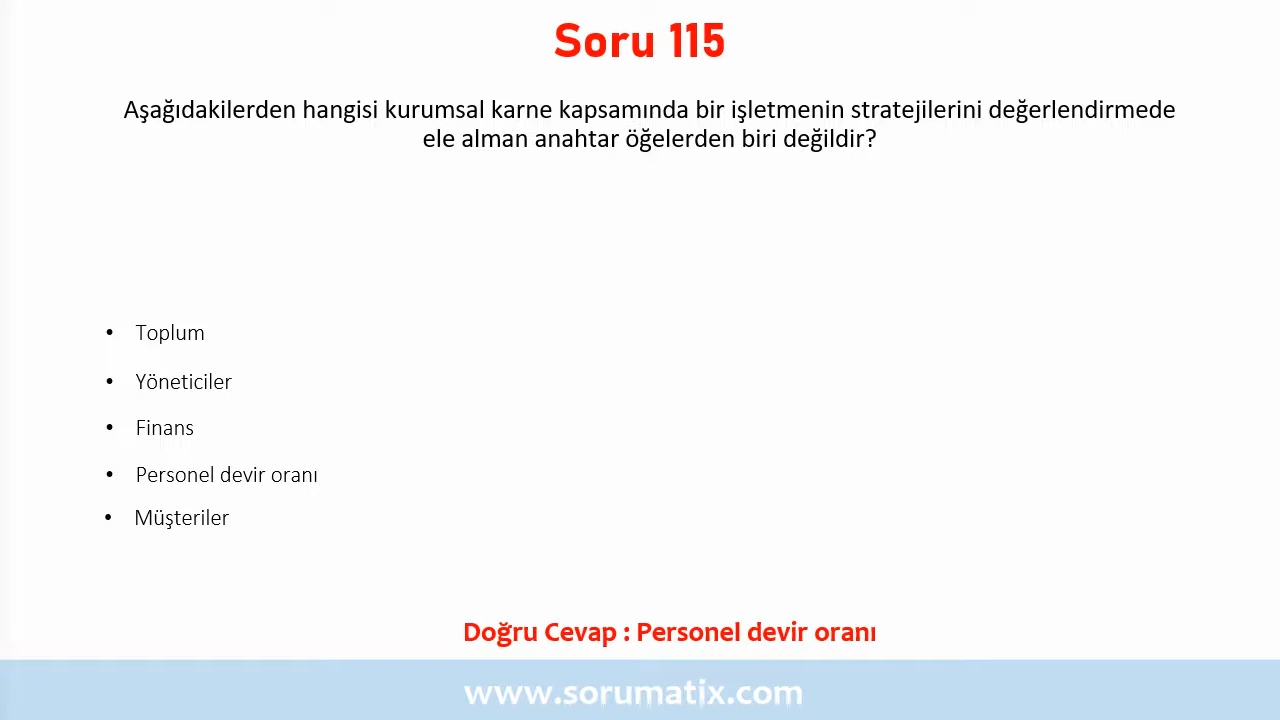 Soru 115
Aşağıdakilerden hangisi kurumsal karne kapsamında bir işletmenin stratejilerini değerlendirmede
ele alman anahtar öğelerden biri değildir?
• Toplum
• Yöneticiler
• Finans
• Personel devir oranı
• Müşteriler
Doğru Cevap : Personel devir oranı
www.sorumatix.com